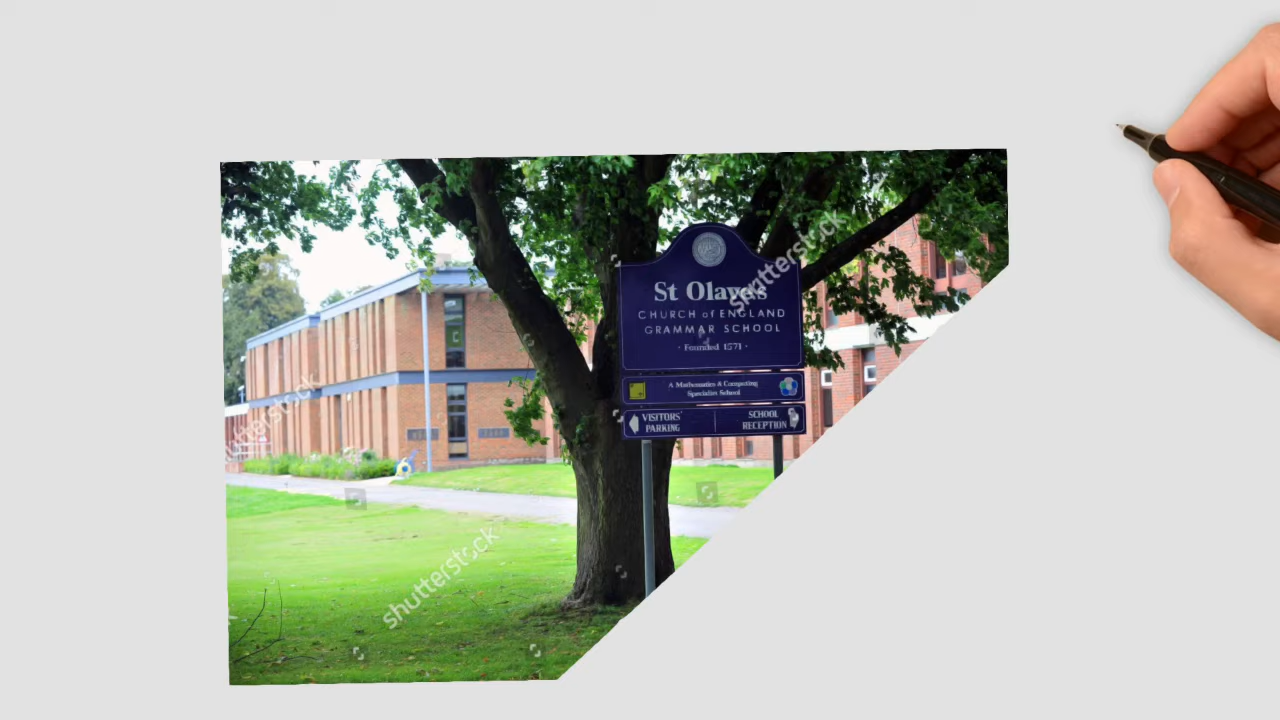 St Olave's
CHURCH of ENGLAND
GRAMMAR SCHOOL
· Founded 1571 ·
A Mathematics & Computing
Specialist School
VISITORS'
PARKING
SCHOOL
RECEPTION
shutterstock
shutterstock
shutterstock